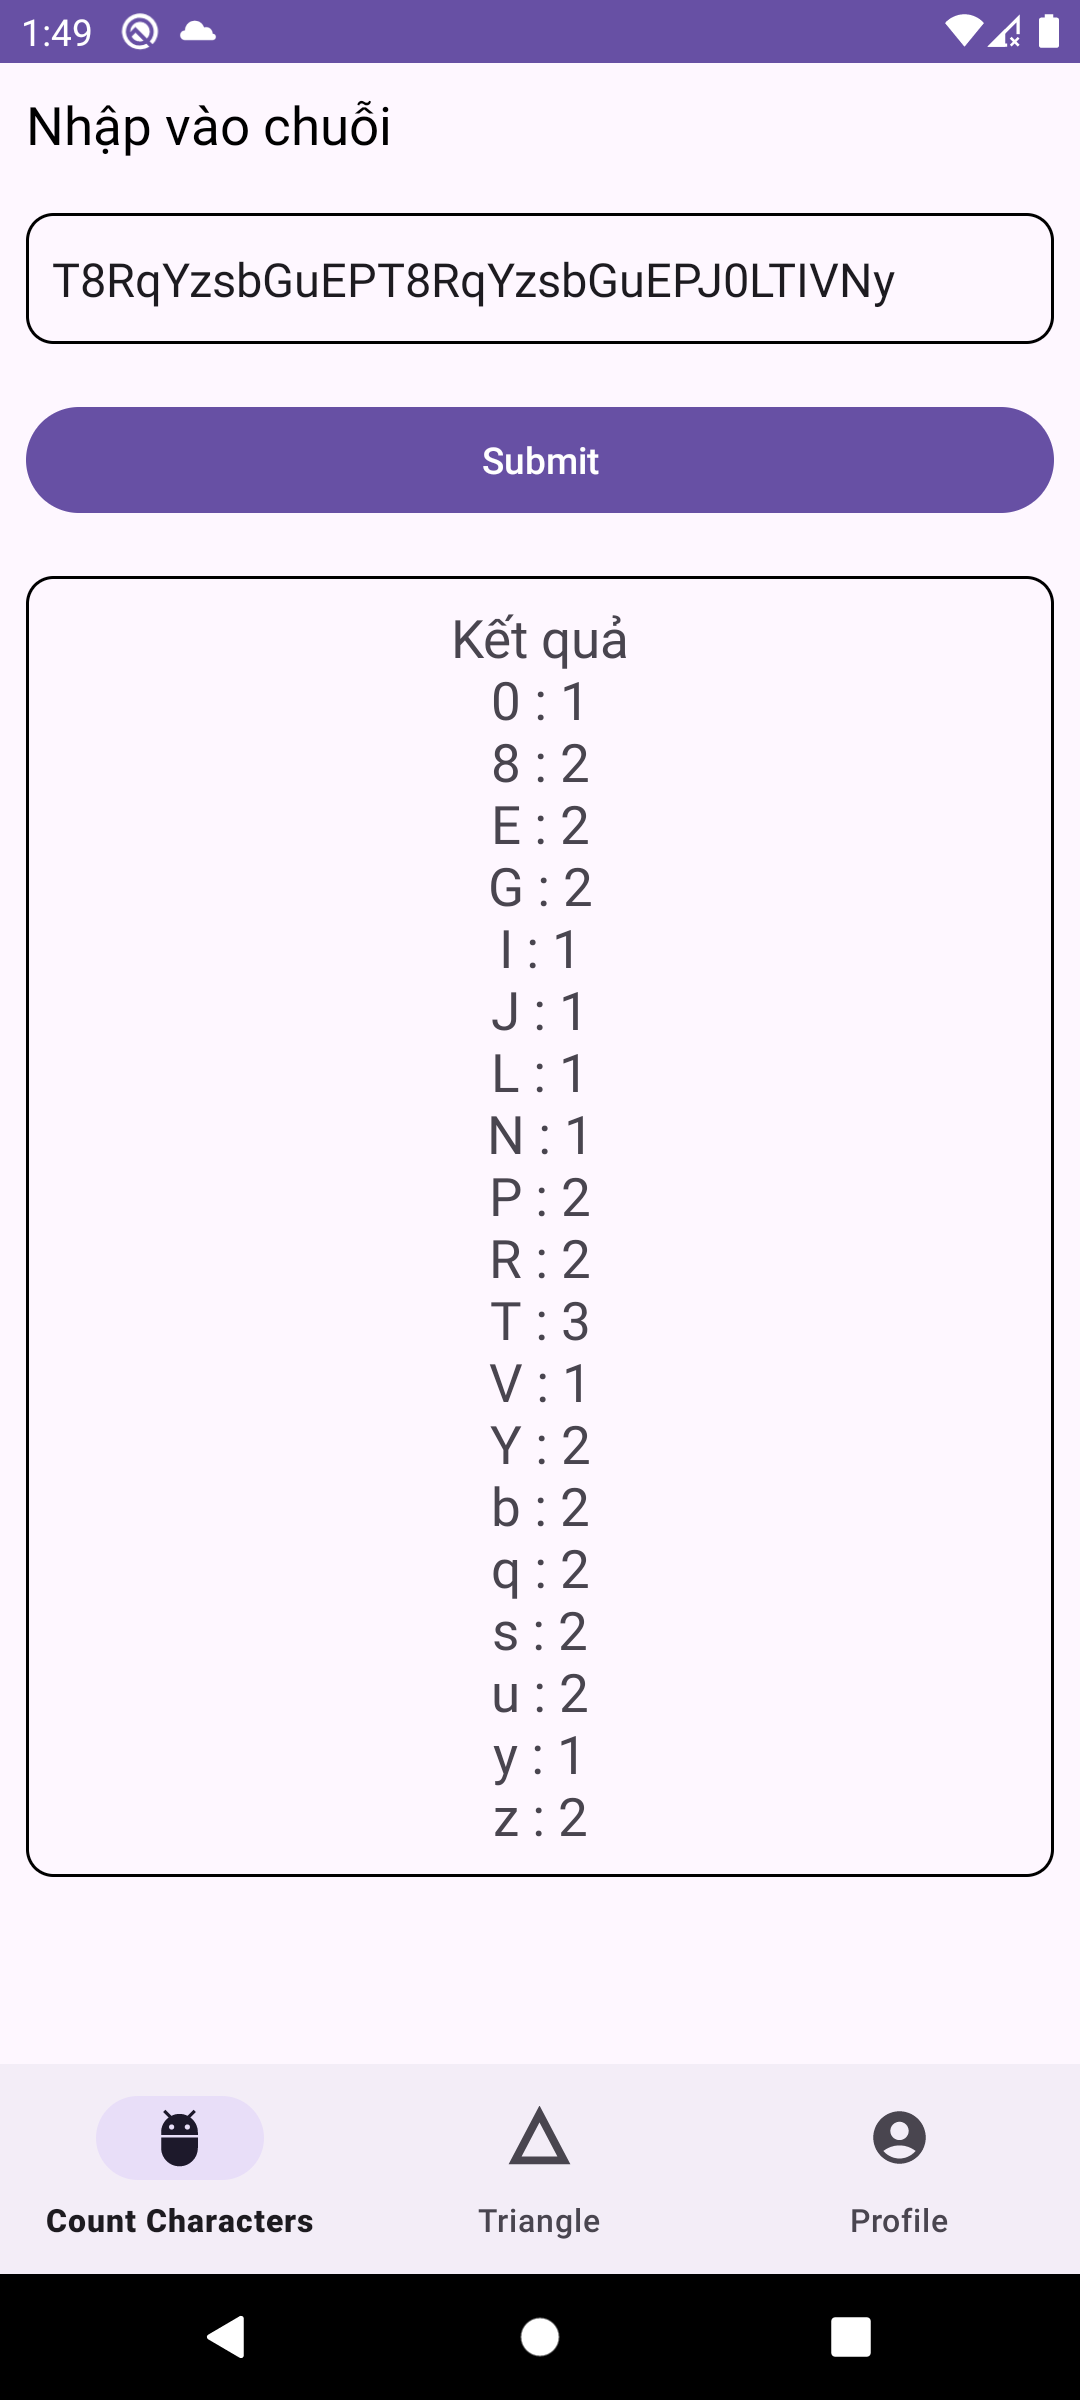 1:49
Nhập vào chuỗi
T8RqYzsbGuEPT8RqYzsbGuEPJ0LTIVNy
Submit
Kết quả
0 : 1
8 : 2
E : 2
G : 2
I : 1
J : 1
L : 1
N : 1
P : 2
R : 2
T : 3
V : 1
Y : 2
b : 2
q : 2
s : 2
u : 2
y : 1
z : 2
Count Characters
Triangle
Profile